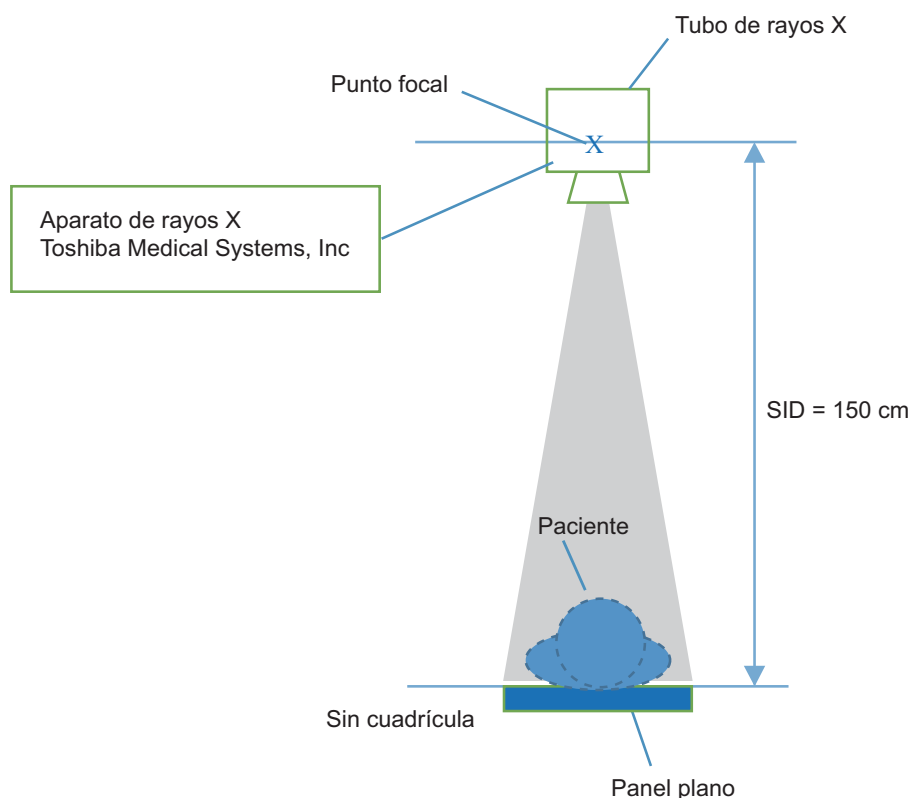 Tubo de rayos X
Punto focal
X
Aparato de rayos X
Toshiba Medical Systems, Inc
SID = 150 cm
Paciente
Sin cuadrícula
Panel plano